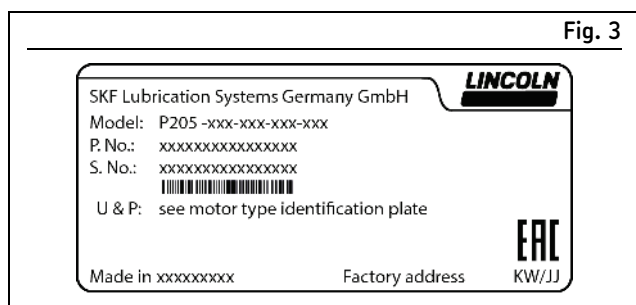 Fig. 3
LINCOLN
SKF Lubrication Systems Germany GmbH
Model: P205 -xxx-xxx-xxx-xxx
P. No.: xxxxxxxxxxxxxxxx
S. No.: xxxxxxxxxxxxxxxx
U & P: see motor type identification plate
EAC
Made in xxxxxxxxx Factory address KW/JJ